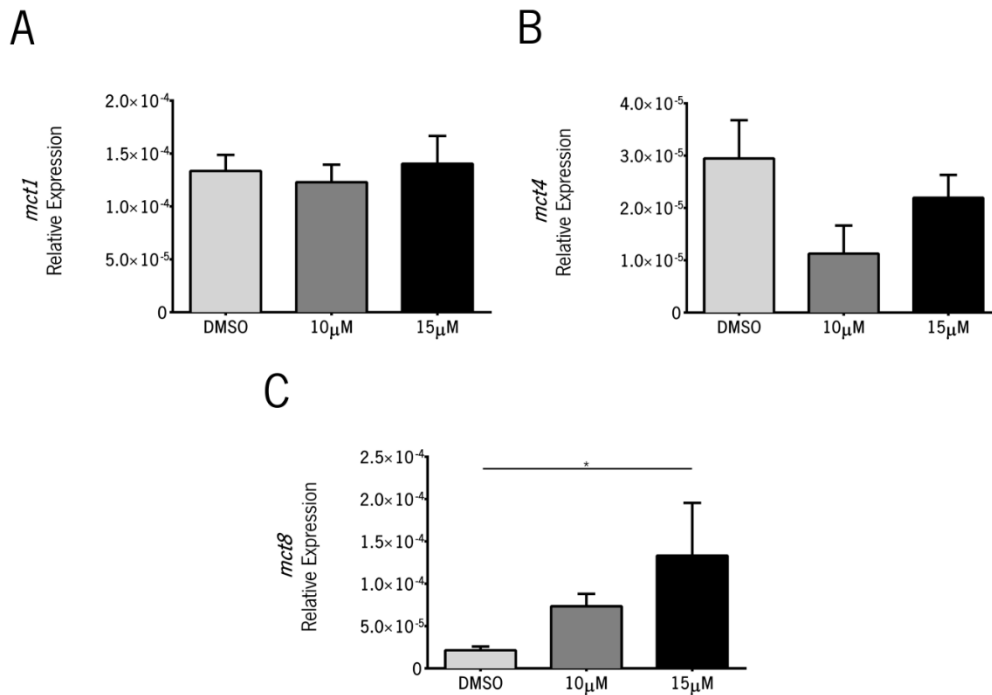 A
mct1
Relative Expression
2.0×10⁻⁴
1.5×10⁻⁴
1.0×10⁻⁴
5.0×10⁻⁵
0
DMSO 10μM 15μM
B
mct4
Relative Expression
4.0×10⁻⁵
3.0×10⁻⁵
2.0×10⁻⁵
1.0×10⁻⁵
0
DMSO 10μM 15μM
C
mct8
Relative Expression
2.5×10⁻⁴
2.0×10⁻⁴
1.5×10⁻⁴
1.0×10⁻⁴
5.0×10⁻⁵
0
*
DMSO 10μM 15μM